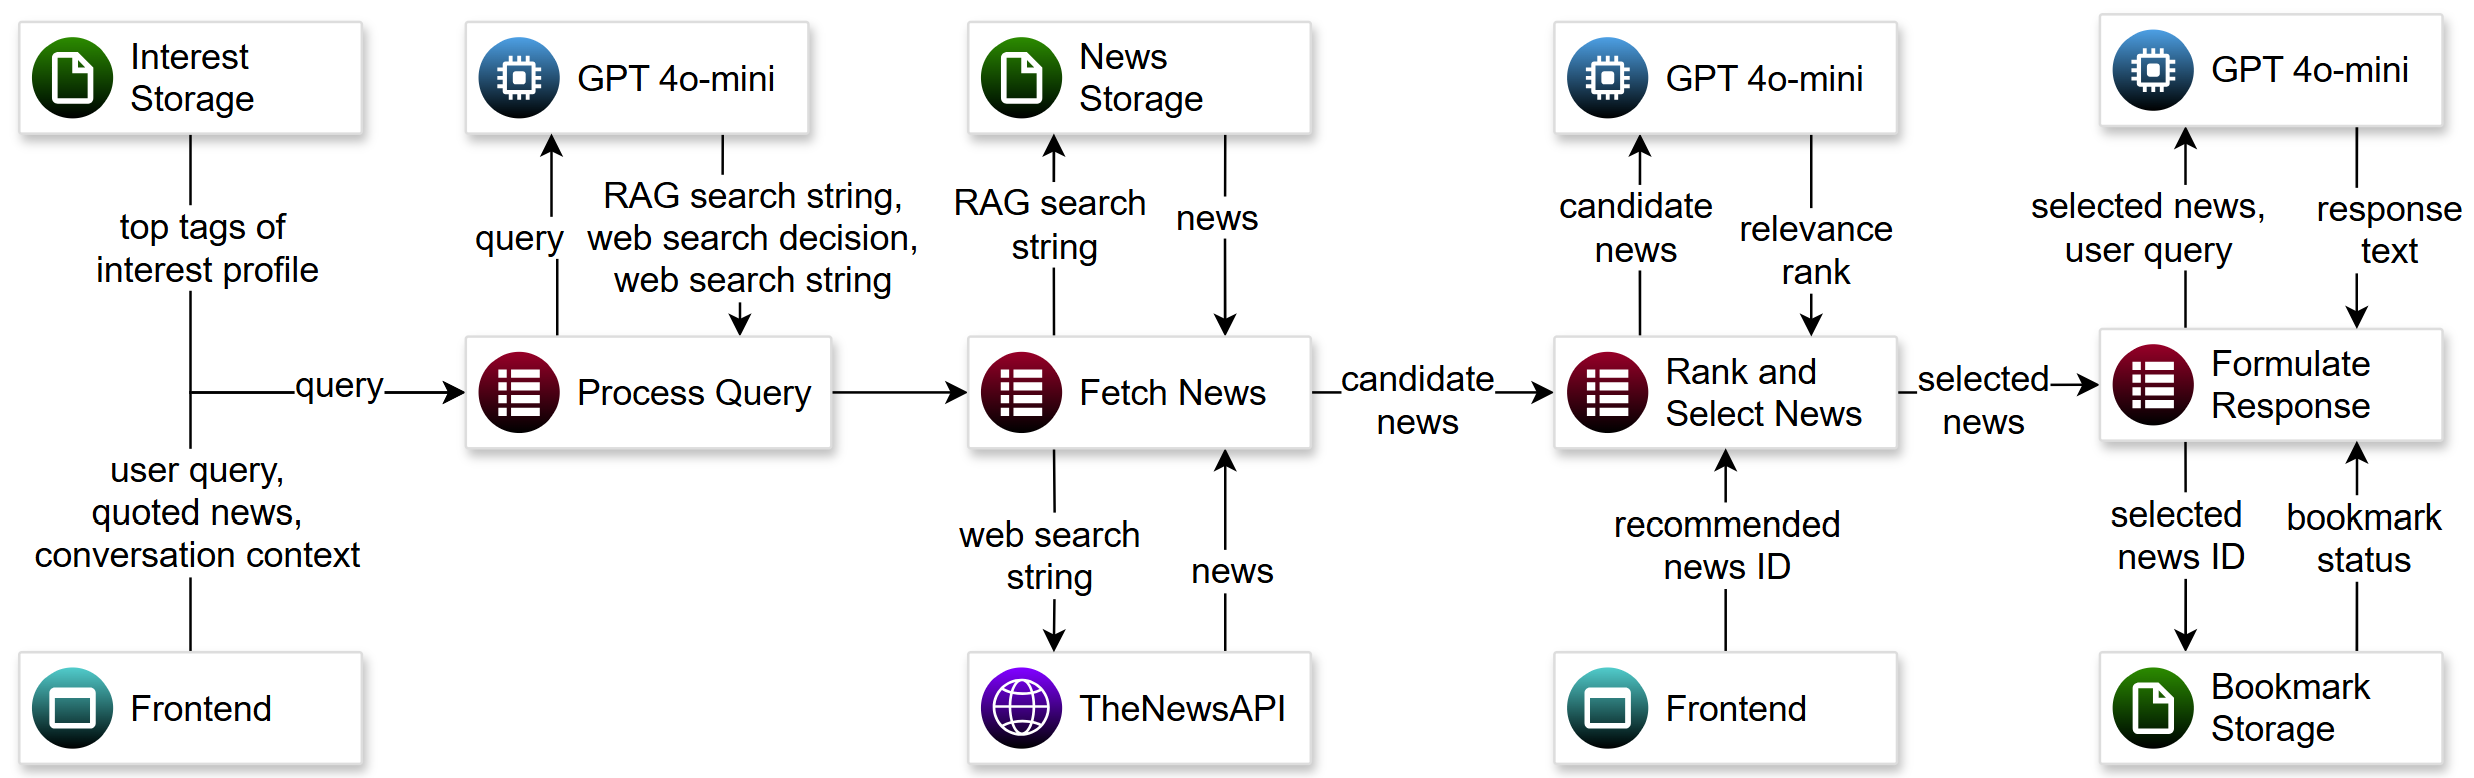 Interest
Storage
GPT 4o-mini
News
Storage
GPT 4o-mini
GPT 4o-mini
top tags of
interest profile
query
RAG search string,
web search decision,
web search string
RAG search
string
news
candidate
news
relevance
rank
selected news,
user query
response
text
query
Process Query
Fetch News
candidate
news
Rank and
Select News
selected
news
Formulate
Response
user query,
quoted news,
conversation context
web search
string
news
recommended
news ID
selected
news ID
bookmark
status
Frontend
TheNewsAPI
Frontend
Bookmark
Storage